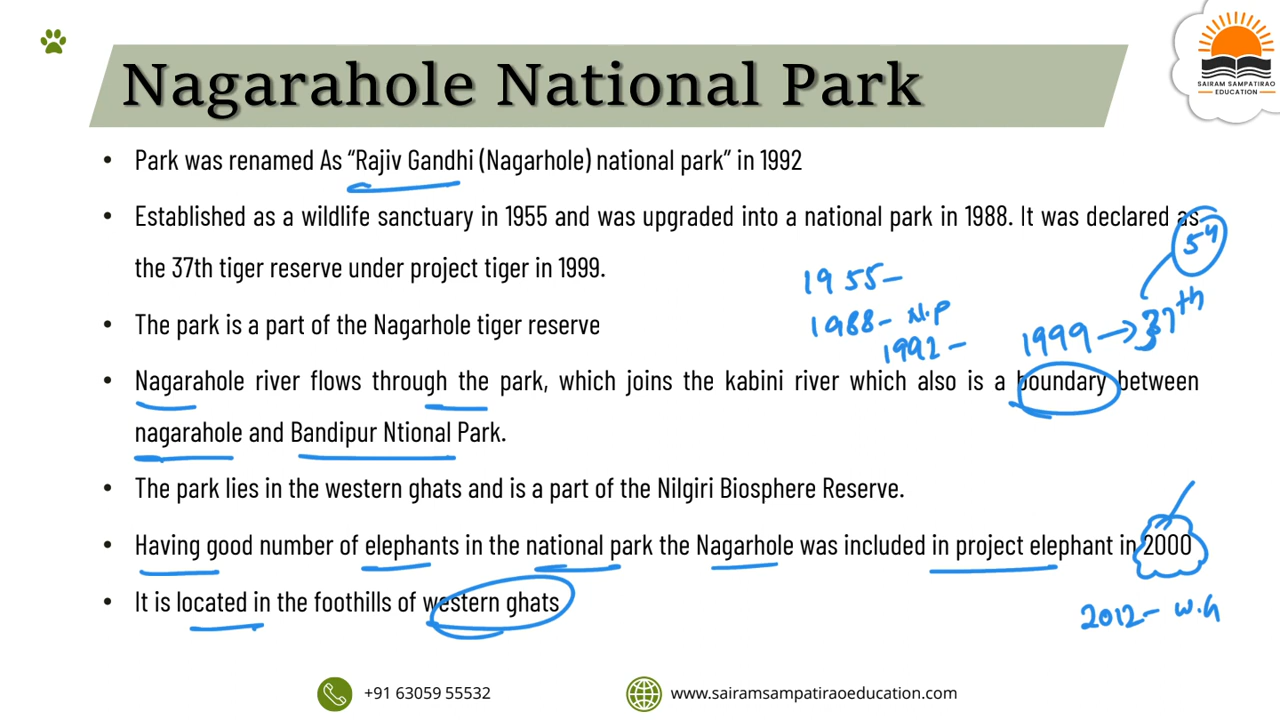 SAIRAM SAMPATIRAO
EDUCATION
Nagarahole National Park
• Park was renamed As “Rajiv Gandhi (Nagarhole) national park” in 1992
• Established as a wildlife sanctuary in 1955 and was upgraded into a national park in 1988. It was declared as
the 37th tiger reserve under project tiger in 1999.
54
1955 –
1988 – N.P
1992 –
1999 → 37th
• The park is a part of the Nagarhole tiger reserve
• Nagarahole river flows through the park, which joins the kabini river which also is a boundary between
nagarahole and Bandipur Ntional Park.
• The park lies in the western ghats and is a part of the Nilgiri Biosphere Reserve.
• Having good number of elephants in the national park the Nagarhole was included in project elephant in 2000
• It is located in the foothills of western ghats
2012 – W.G
+91 63059 55532
www.sairamsampatiraoeducation.com